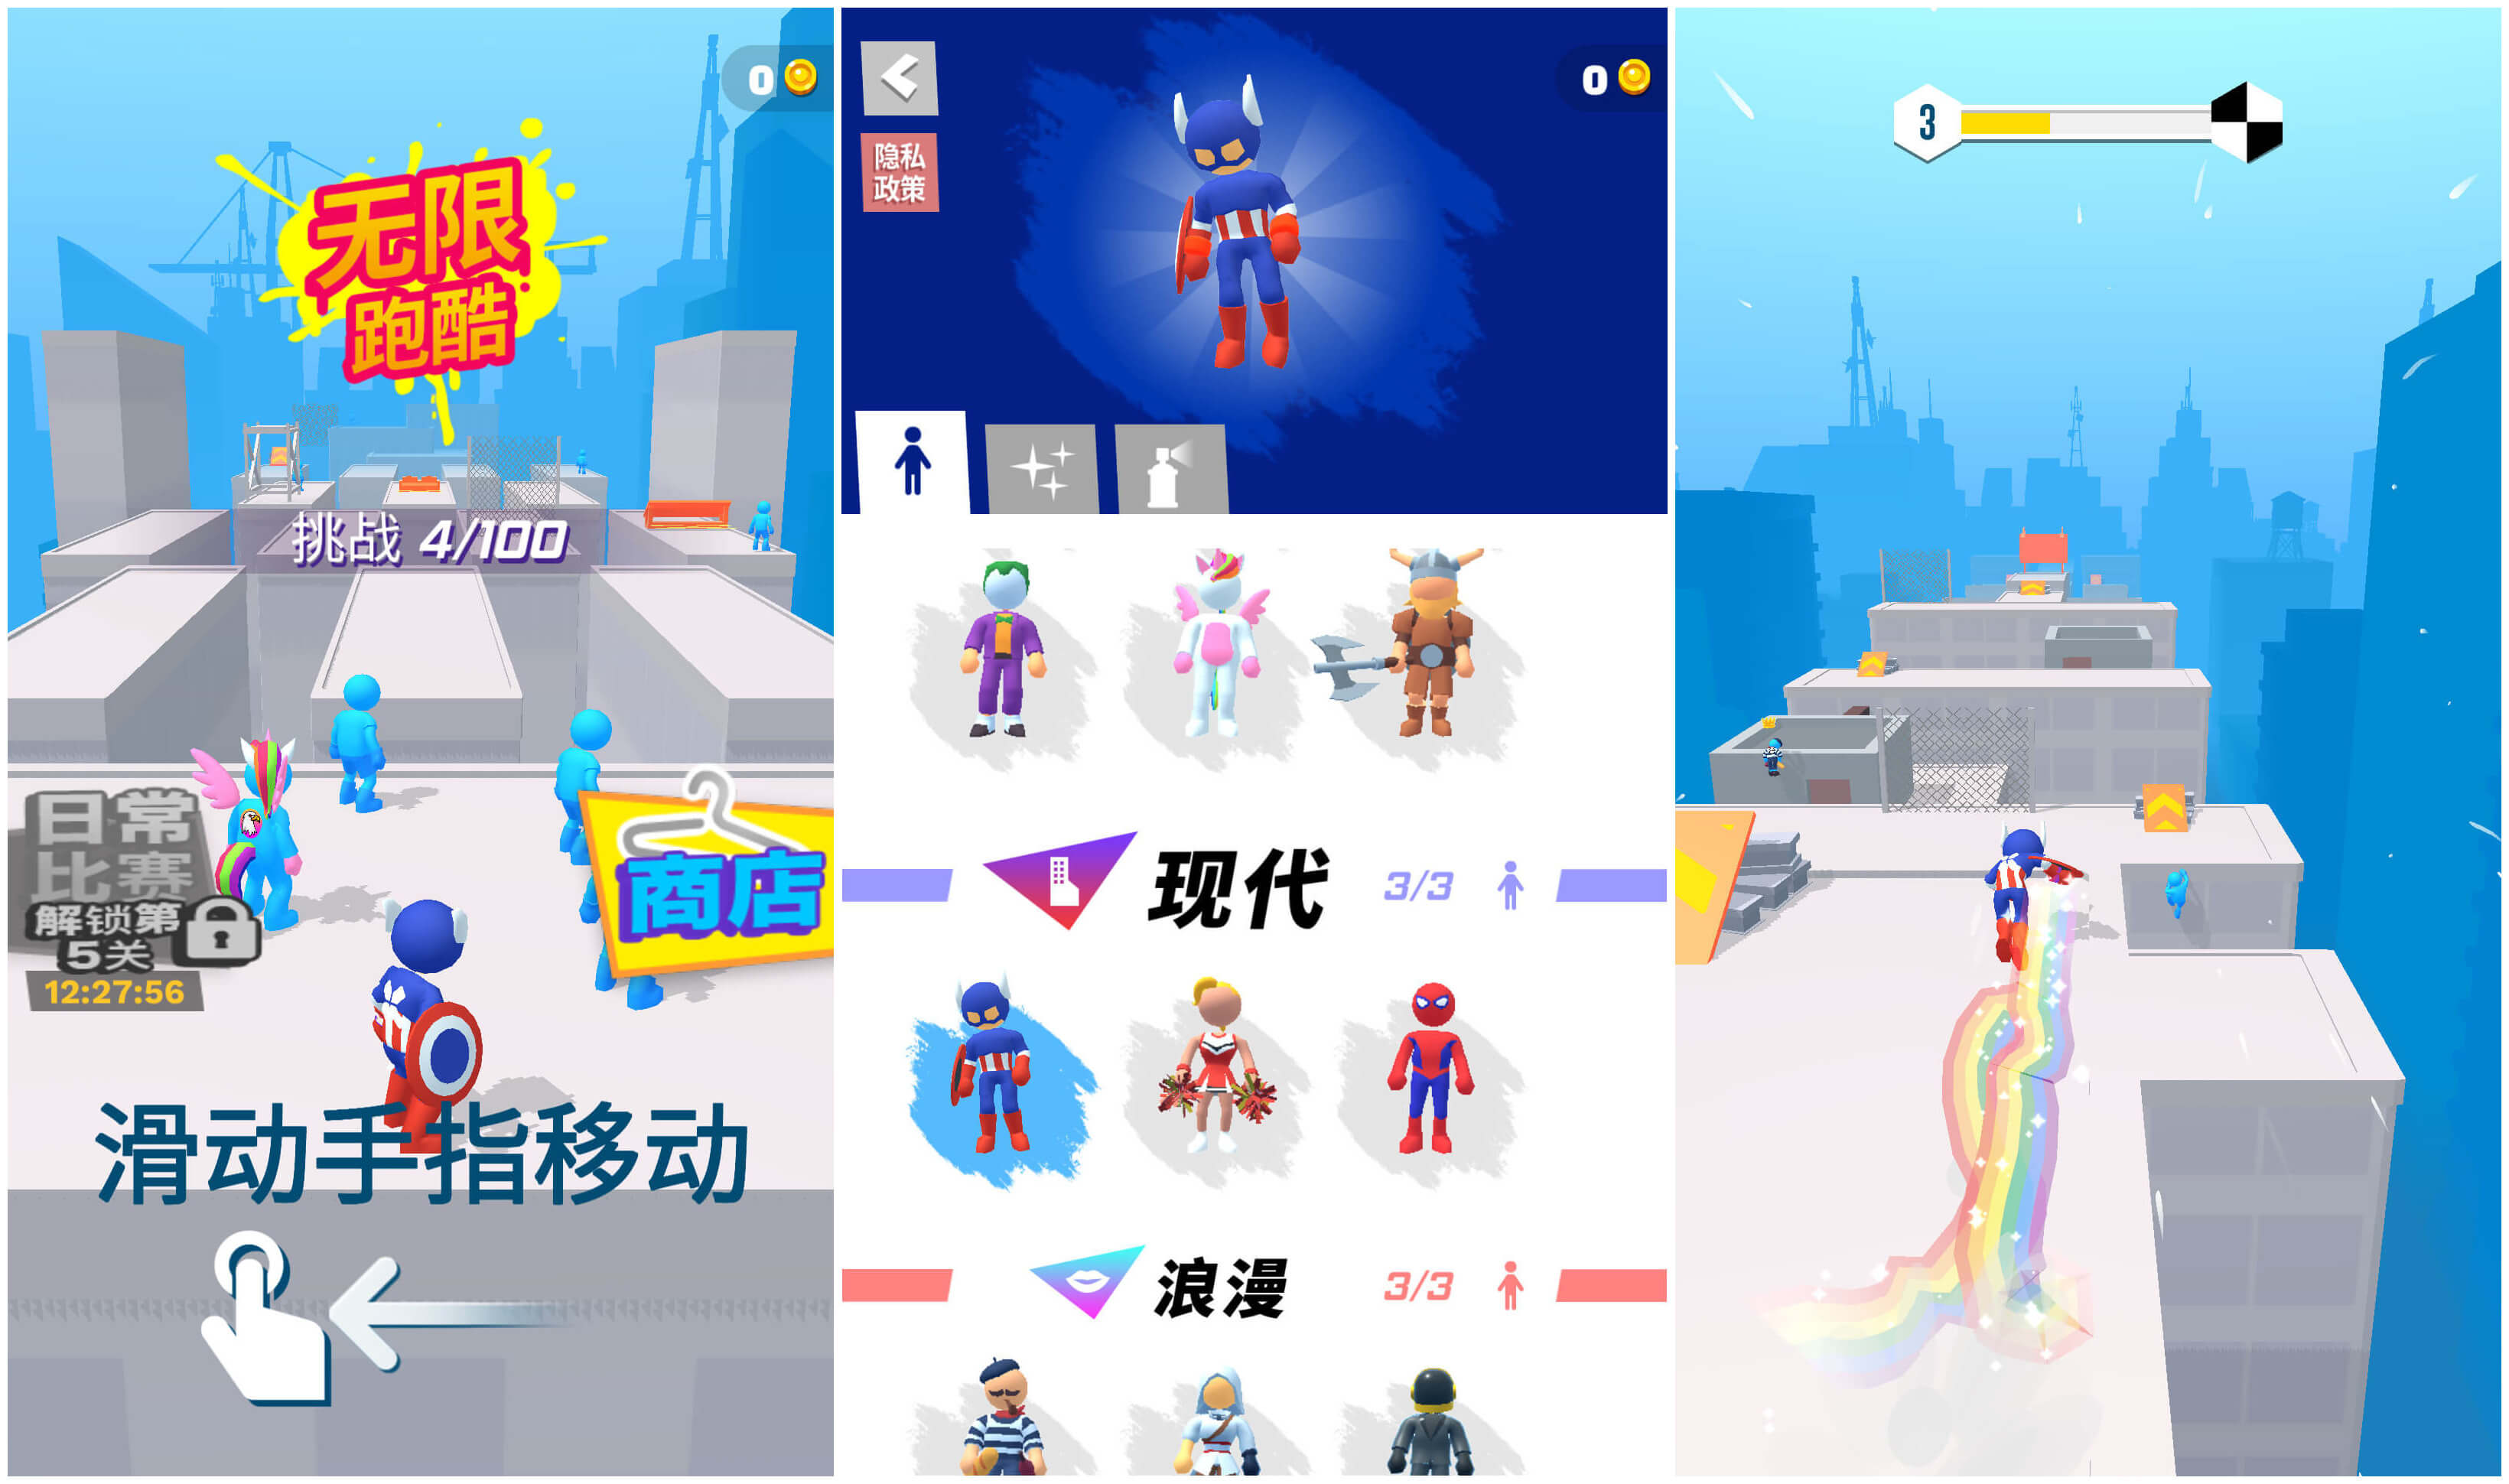 0
无限
跑酷
挑战 4/100
日常
比赛
解锁第
5关
12:27:56
商店
滑动手指移动
0
隐私
政策
现代 3/3
浪漫 3/3
3